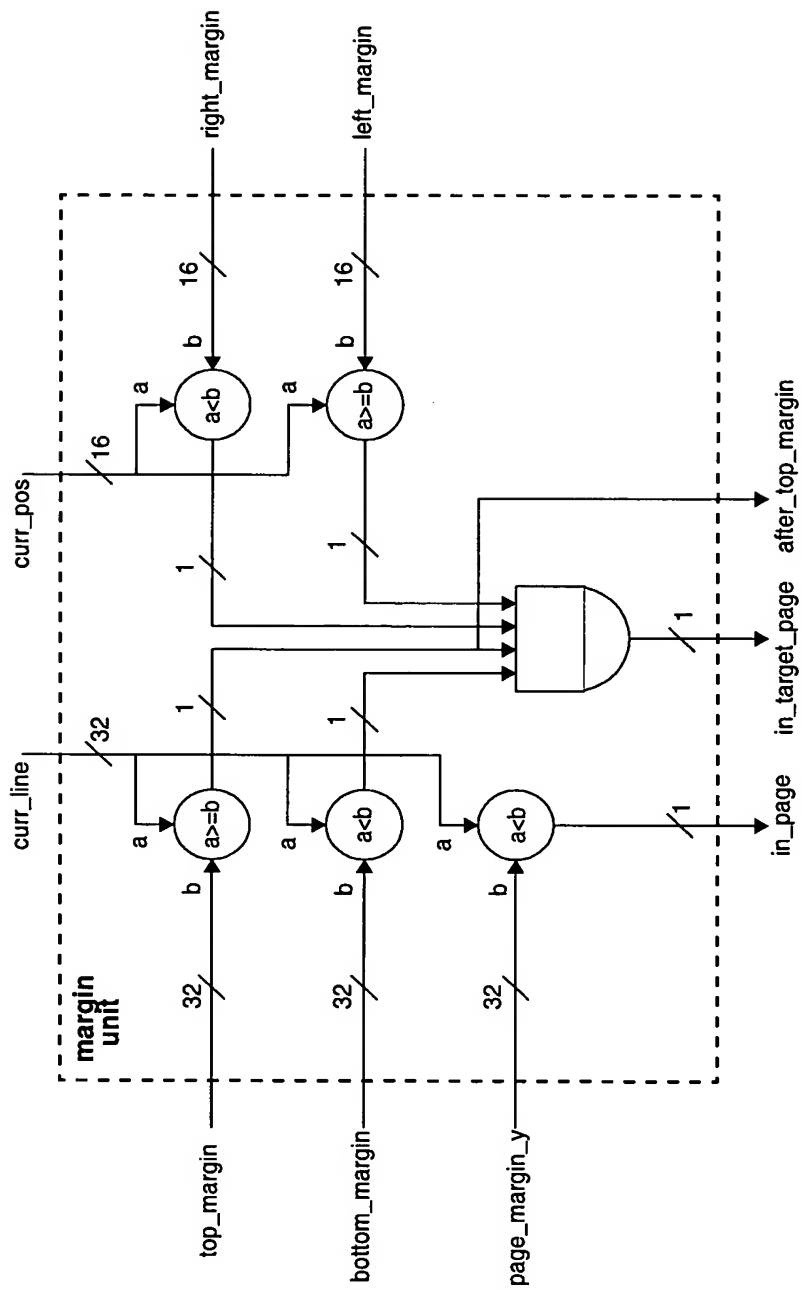 curr_line
curr_pos
margin
unit
32
16
top_margin
32
b
a
a>=b
1
1
a
a<b
b
16
right_margin
bottom_margin
32
b
a
a<b
1
1
a
a>=b
b
16
left_margin
page_margin_y
32
b
a
a<b
1
1
in_page
in_target_page
after_top_margin